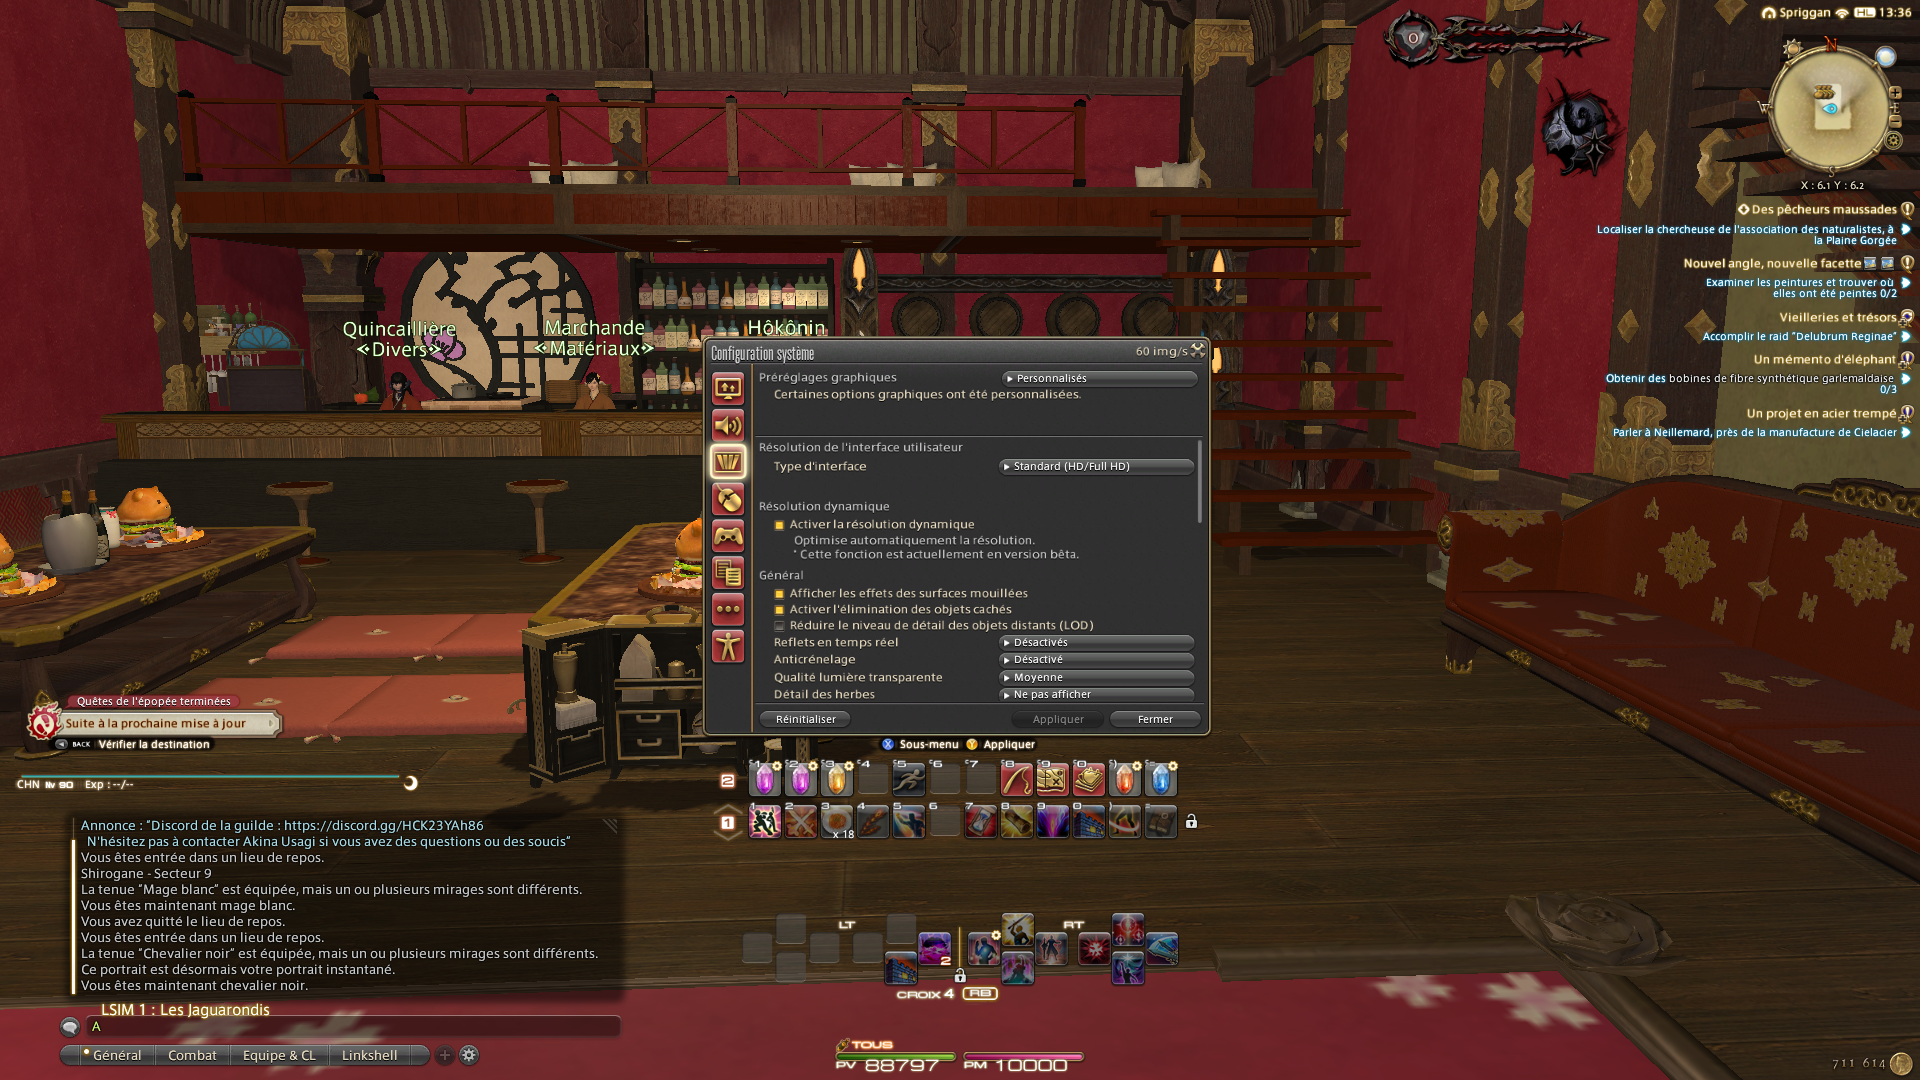 Spriggan HL 13:36
N
W
E
S
X : 6.1 Y : 6.2
Des pêcheurs maussades
Localiser la chercheuse de l'association des naturalistes, à
la Plaine Gorgée
Nouvel angle, nouvelle facette
Examiner les peintures et trouver où
elles ont été peintes 0/2
Vieilleries et trésors
Accomplir le raid "Delubrum Reginae"
Un mémento d'éléphant
Obtenir des bobines de fibre synthétique garlemaldaise
0/3
Un projet en acier trempé
Parler à Neillemard, près de la manufacture de Cielacier
Quincaillière
<Divers>
Marchande
<Matériaux>
Hôkônin
Configuration système
60 img/s
Préréglages graphiques
Personnalisés
Certaines options graphiques ont été personnalisées.
Résolution de l'interface utilisateur
Type d'interface
Standard (HD/Full HD)
Résolution dynamique
Activer la résolution dynamique
Optimise automatiquement la résolution.
* Cette fonction est actuellement en version bêta.
Général
Afficher les effets des surfaces mouillées
Activer l'élimination des objets cachés
Réduire le niveau de détail des objets distants (LOD)
Reflets en temps réel
Désactivés
Anticrénelage
Désactivé
Qualité lumière transparente
Moyenne
Détail des herbes
Ne pas afficher
Réinitialiser
Appliquer
Fermer
X Sous-menu Y Appliquer
Quêtes de l'épopée terminées
Suite à la prochaine mise à jour
BACK Vérifier la destination
CHN NIV 90 Exp : --/--
2
1
x 18
Annonce : "Discord de la guilde : https://discord.gg/HCK23YAh86
N'hésitez pas à contacter Akina Usagi si vous avez des questions ou des soucis"
Vous êtes entrée dans un lieu de repos.
Shirogane - Secteur 9
La tenue "Mage blanc" est équipée, mais un ou plusieurs mirages sont différents.
Vous êtes maintenant mage blanc.
Vous avez quitté le lieu de repos.
Vous êtes entrée dans un lieu de repos.
La tenue "Chevalier noir" est équipée, mais un ou plusieurs mirages sont différents.
Ce portrait est désormais votre portrait instantané.
Vous êtes maintenant chevalier noir.
LSIM 1 : Les Jaguarondis
A
Général
Combat
Equipe & CL
Linkshell
LT
RT
2
CROIX 4 RB
TOUS
PV 88797
PM 10000
711 614